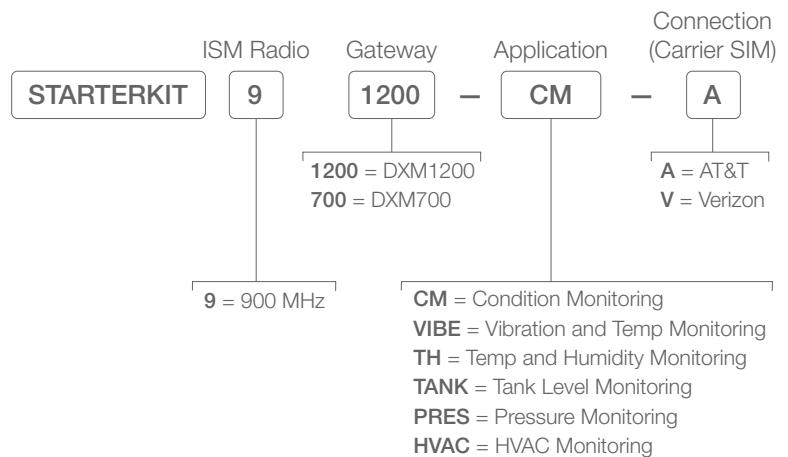 ISM Radio Gateway Application Connection (Carrier SIM)
STARTERKIT 9 1200 – CM – A
1200 = DXM1200
700 = DXM700
A = AT&T
V = Verizon
9 = 900 MHz
CM = Condition Monitoring
VIBE = Vibration and Temp Monitoring
TH = Temp and Humidity Monitoring
TANK = Tank Level Monitoring
PRES = Pressure Monitoring
HVAC = HVAC Monitoring